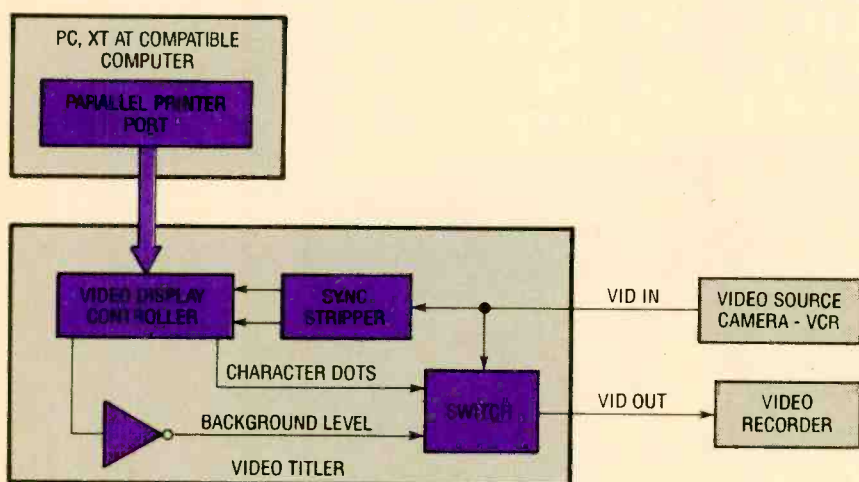 PC, XT AT COMPATIBLE
COMPUTER
PARALLEL PRINTER
PORT
VIDEO DISPLAY
CONTROLLER
SYNC
STRIPPER
VID IN
VIDEO SOURCE
CAMERA - VCR
CHARACTER DOTS
SWITCH
VID OUT
VIDEO
RECORDER
BACKGROUND LEVEL
VIDEO TITLER